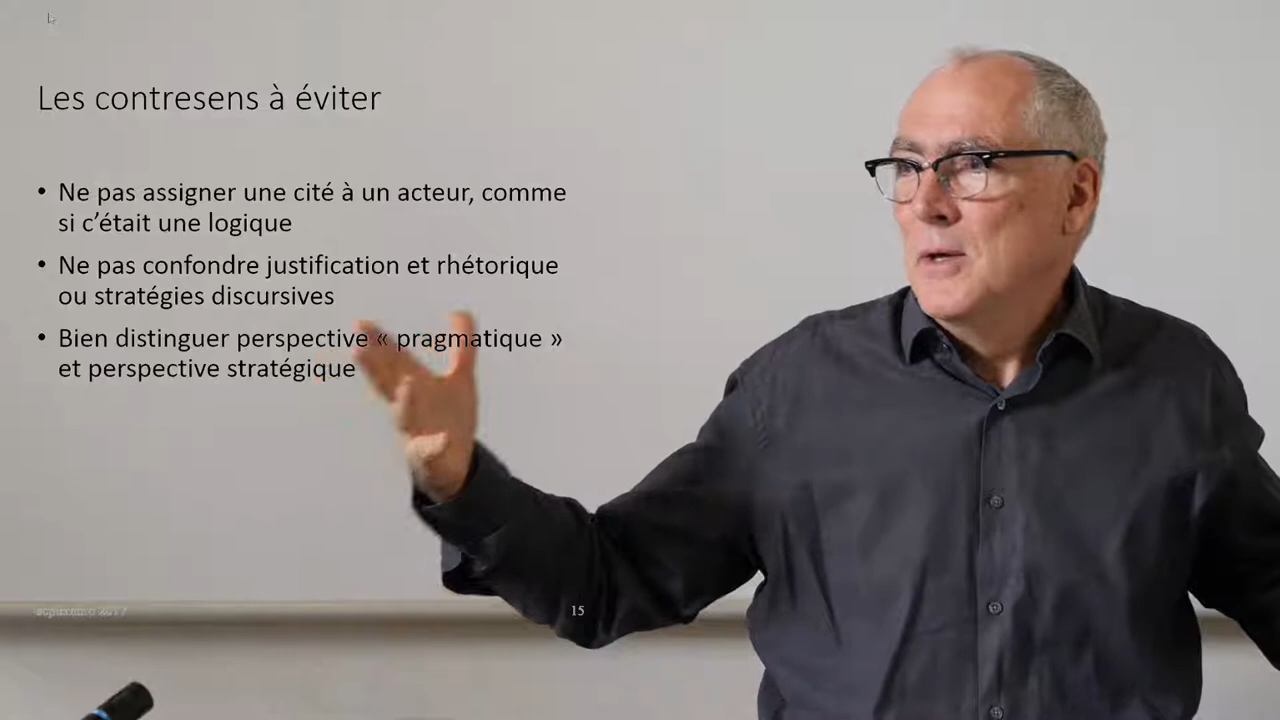 Les contresens à éviter
• Ne pas assigner une cité à un acteur, comme
si c’était une logique
• Ne pas confondre justification et rhétorique
ou stratégies discursives
• Bien distinguer perspective « pragmatique »
et perspective stratégique
15